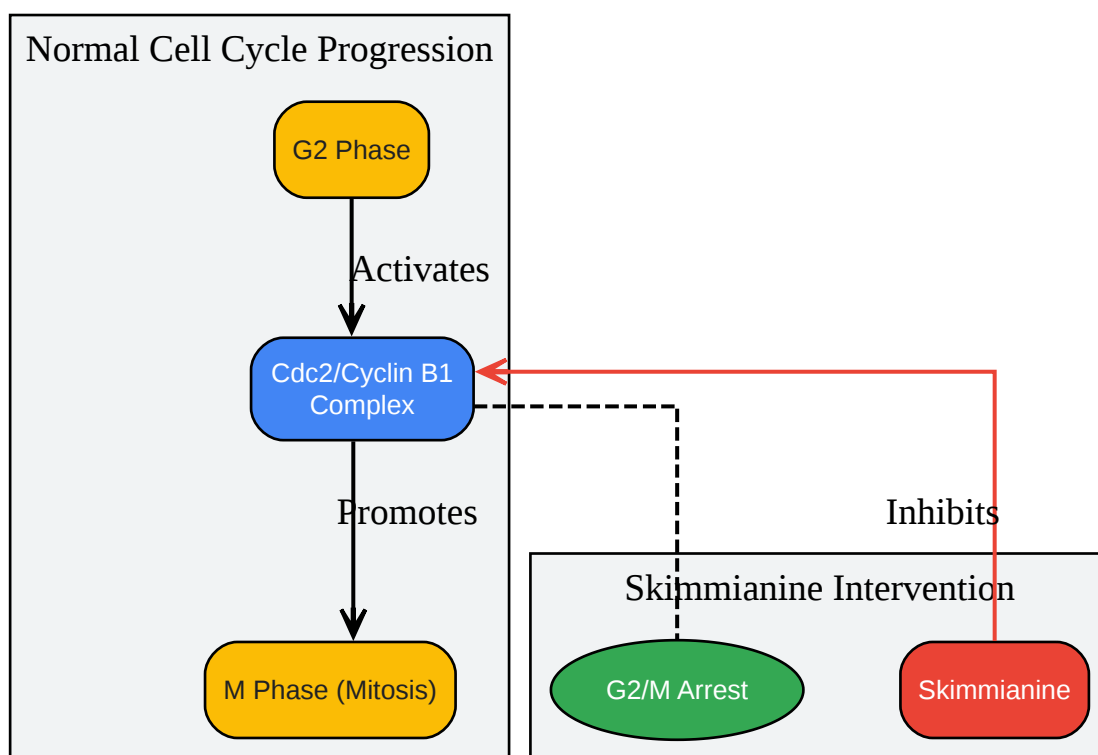 Normal Cell Cycle Progression
G2 Phase
Activates
Cdc2/Cyclin B1
Complex
Promotes
Inhibits
Skimmianine Intervention
M Phase (Mitosis)
G2/M Arrest
Skimmianine